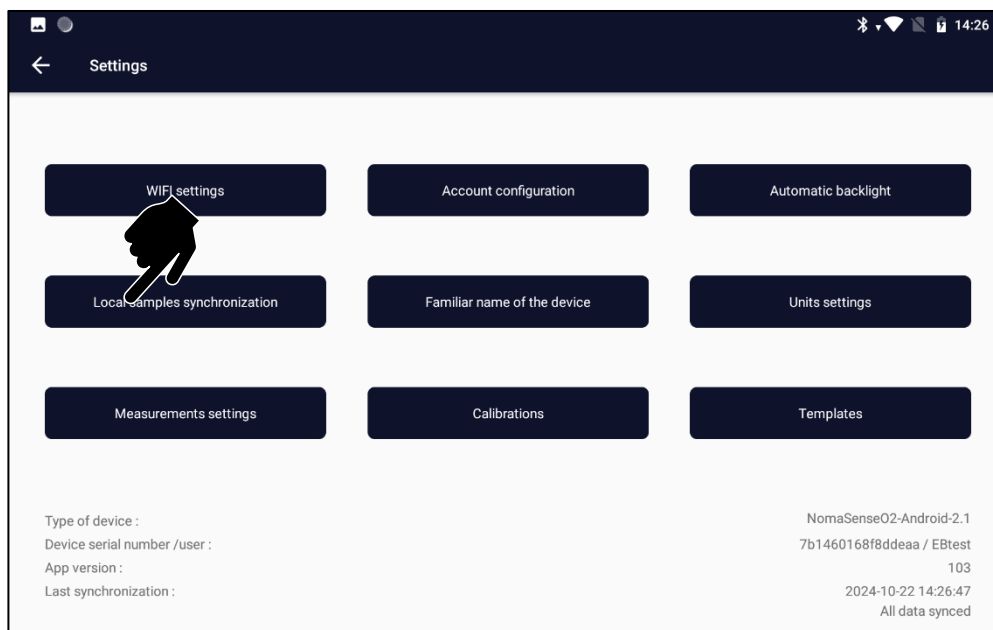 14:26
Settings
WIFI settings
Account configuration
Automatic backlight
Local samples synchronization
Familiar name of the device
Units settings
Measurements settings
Calibrations
Templates
Type of device : NomaSenseO2-Android-2.1
Device serial number /user : 7b1460168f8ddeaa / EBtest
App version : 103
Last synchronization : 2024-10-22 14:26:47
All data synced